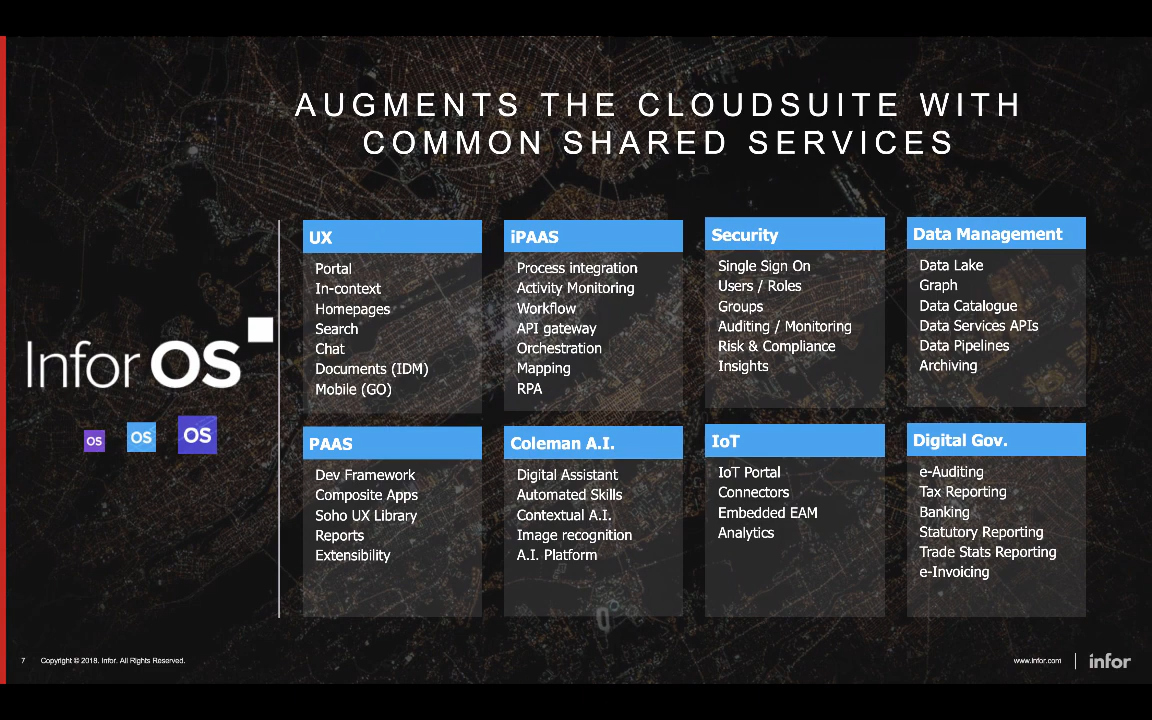 AUGMENTS THE CLOUDSUITE WITH
COMMON SHARED SERVICES
Infor OS
OS
OS
OS
UX
Portal
In-context
Homepages
Search
Chat
Documents (IDM)
Mobile (GO)
iPAAS
Process integration
Activity Monitoring
Workflow
API gateway
Orchestration
Mapping
RPA
Security
Single Sign On
Users / Roles
Groups
Auditing / Monitoring
Risk & Compliance
Insights
Data Management
Data Lake
Graph
Data Catalogue
Data Services APIs
Data Pipelines
Archiving
PAAS
Dev Framework
Composite Apps
Soho UX Library
Reports
Extensibility
Coleman A.I.
Digital Assistant
Automated Skills
Contextual A.I.
Image recognition
A.I. Platform
IoT
IoT Portal
Connectors
Embedded EAM
Analytics
Digital Gov.
e-Auditing
Tax Reporting
Banking
Statutory Reporting
Trade Stats Reporting
e-Invoicing
7 Copyright © 2018. Infor. All Rights Reserved.
www.infor.com
infor